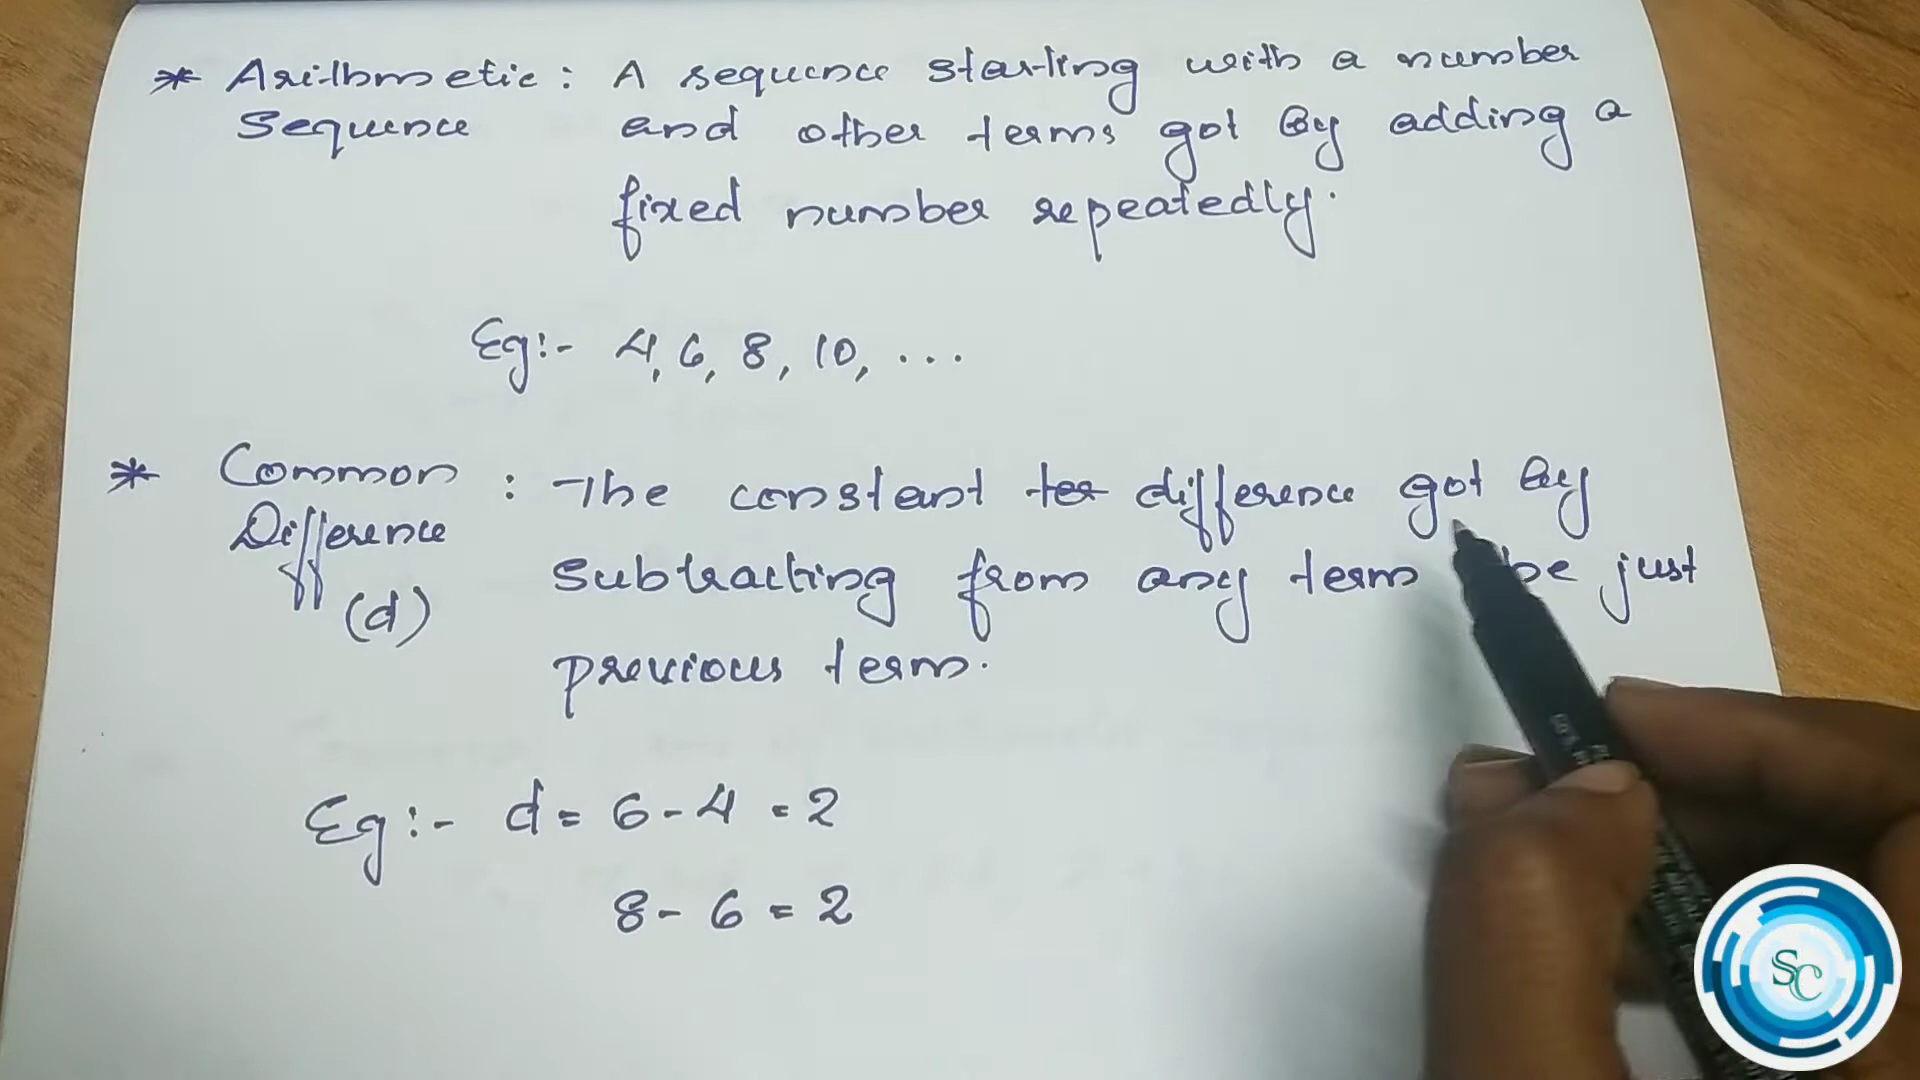 * Arithmetic : A sequence starting with a number
Sequence and other terms got by adding a
fixed number repeatedly.
Eg:- 4, 6, 8, 10, ...
* Common : The constant ter difference got by
Difference
(d) subtracting from any term the just
previous term.
Eg:- d = 6 - 4 = 2
8 - 6 = 2
SC